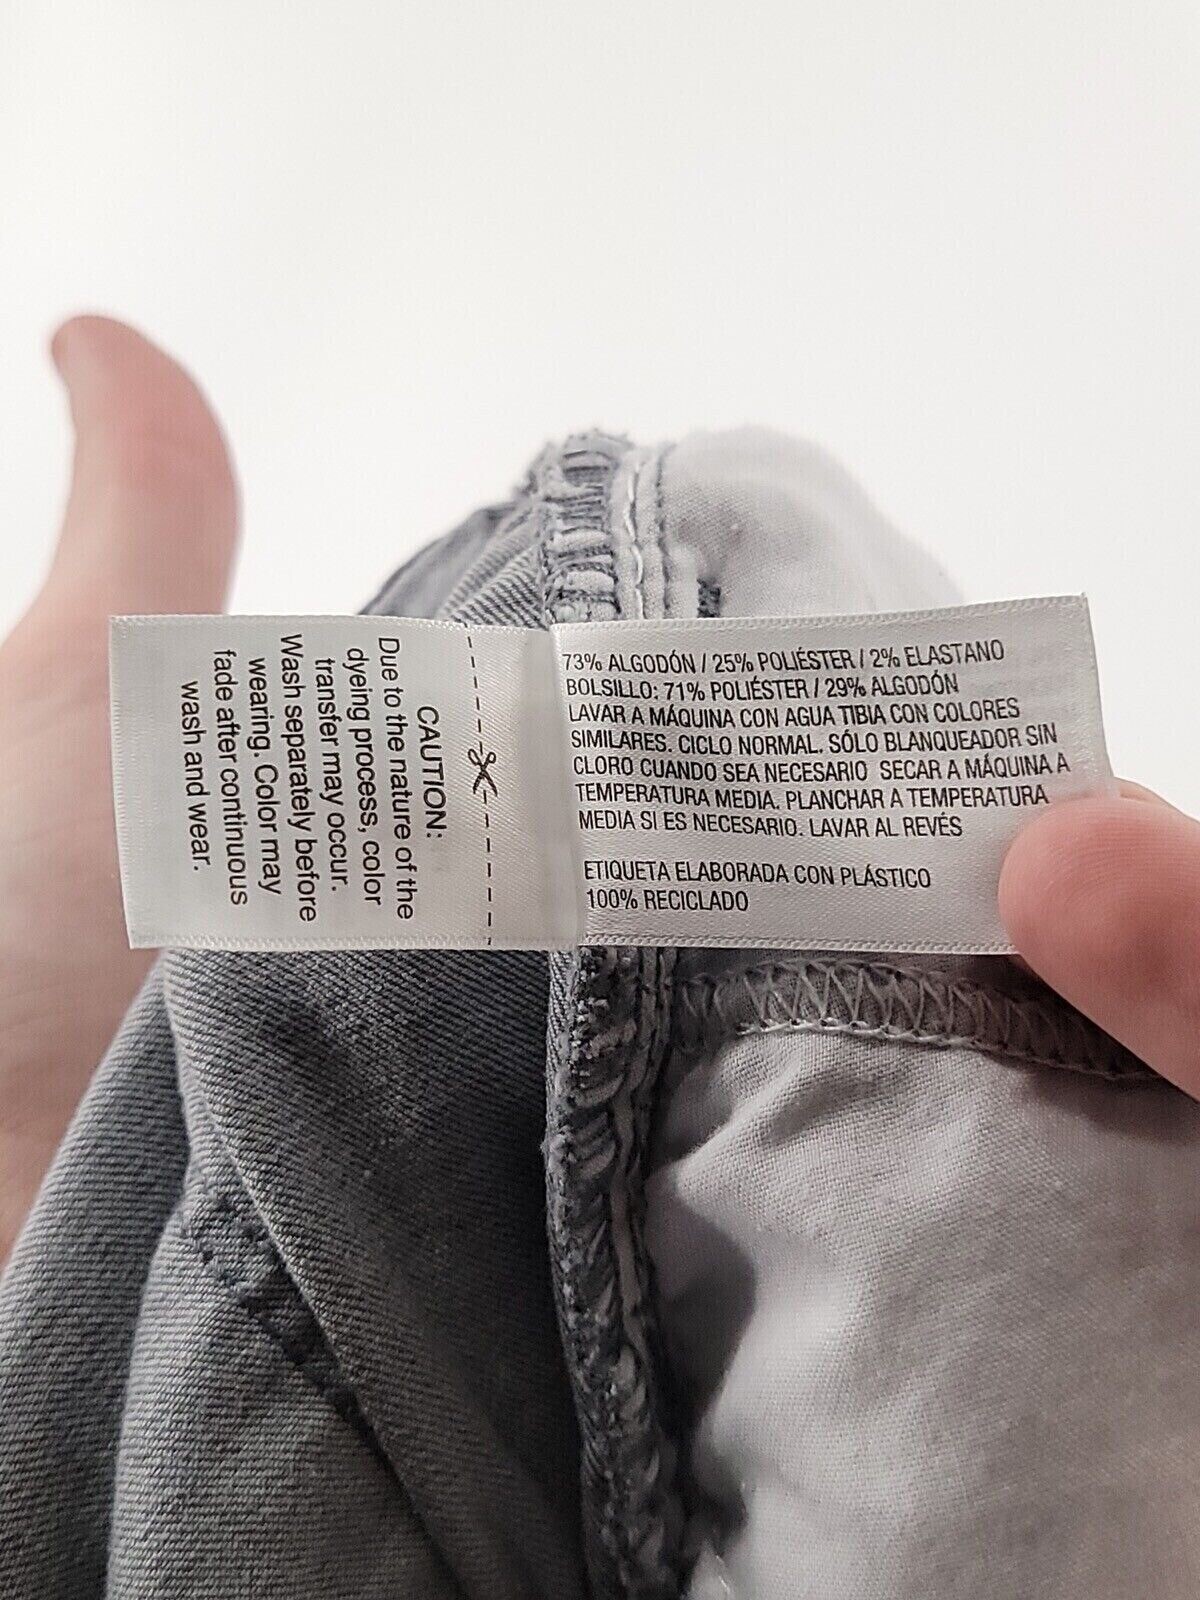 CAUTION:
Due to the nature of the
dyeing process, color
transfer may occur.
Wash separately before
wearing. Color may
fade after continuous
wash and wear.
73% ALGODÓN / 25% POLIÉSTER / 2% ELASTANO
BOLSILLO: 71% POLIÉSTER / 29% ALGODÓN
LAVAR A MÁQUINA CON AGUA TIBIA CON COLORES
SIMILARES. CICLO NORMAL. SÓLO BLANQUEADOR SIN
CLORO CUANDO SEA NECESARIO SECAR A MÁQUINA A
TEMPERATURA MEDIA. PLANCHAR A TEMPERATURA
MEDIA SI ES NECESARIO. LAVAR AL REVÉS
ETIQUETA ELABORADA CON PLÁSTICO
100% RECICLADO